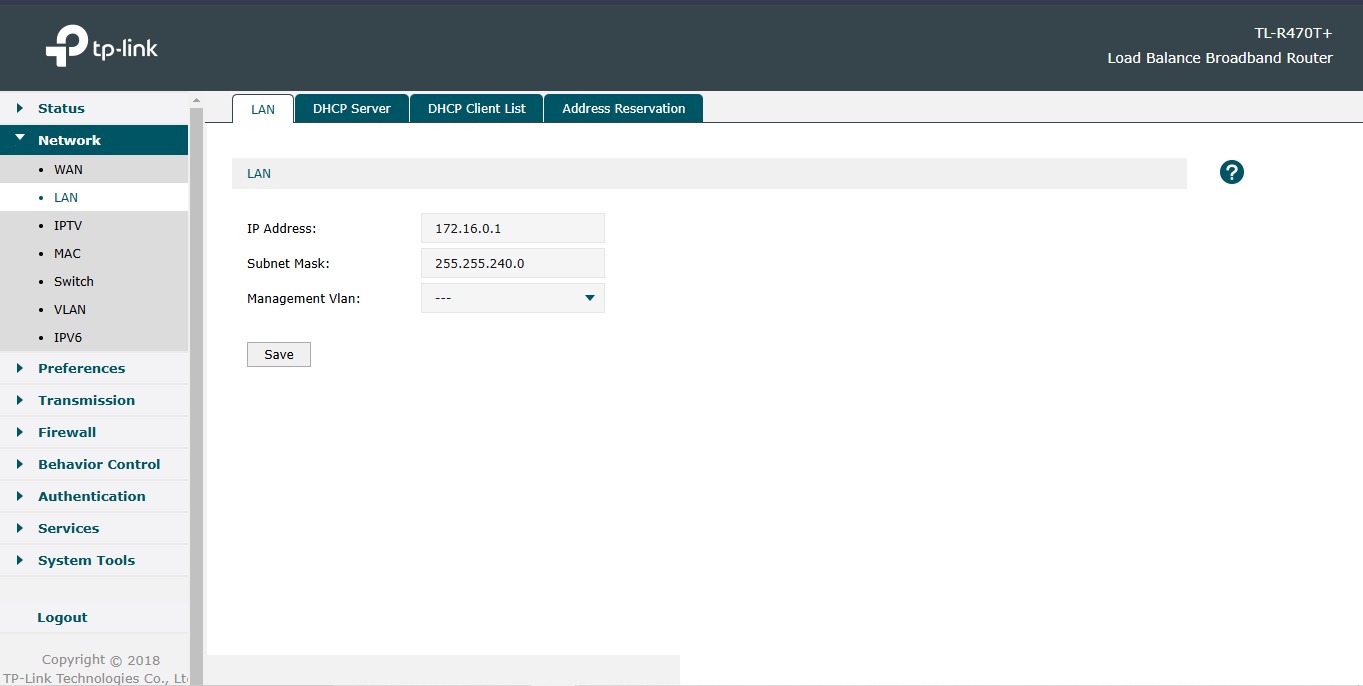 tp-link
TL-R470T+
Load Balance Broadband Router
Status
Network
WAN
LAN
IPTV
MAC
Switch
VLAN
IPV6
Preferences
Transmission
Firewall
Behavior Control
Authentication
Services
System Tools
Logout
Copyright © 2018
TP-Link Technologies Co., Lt
LAN
DHCP Server
DHCP Client List
Address Reservation
LAN
?
IP Address: 172.16.0.1
Subnet Mask: 255.255.240.0
Management Vlan: ---
Save